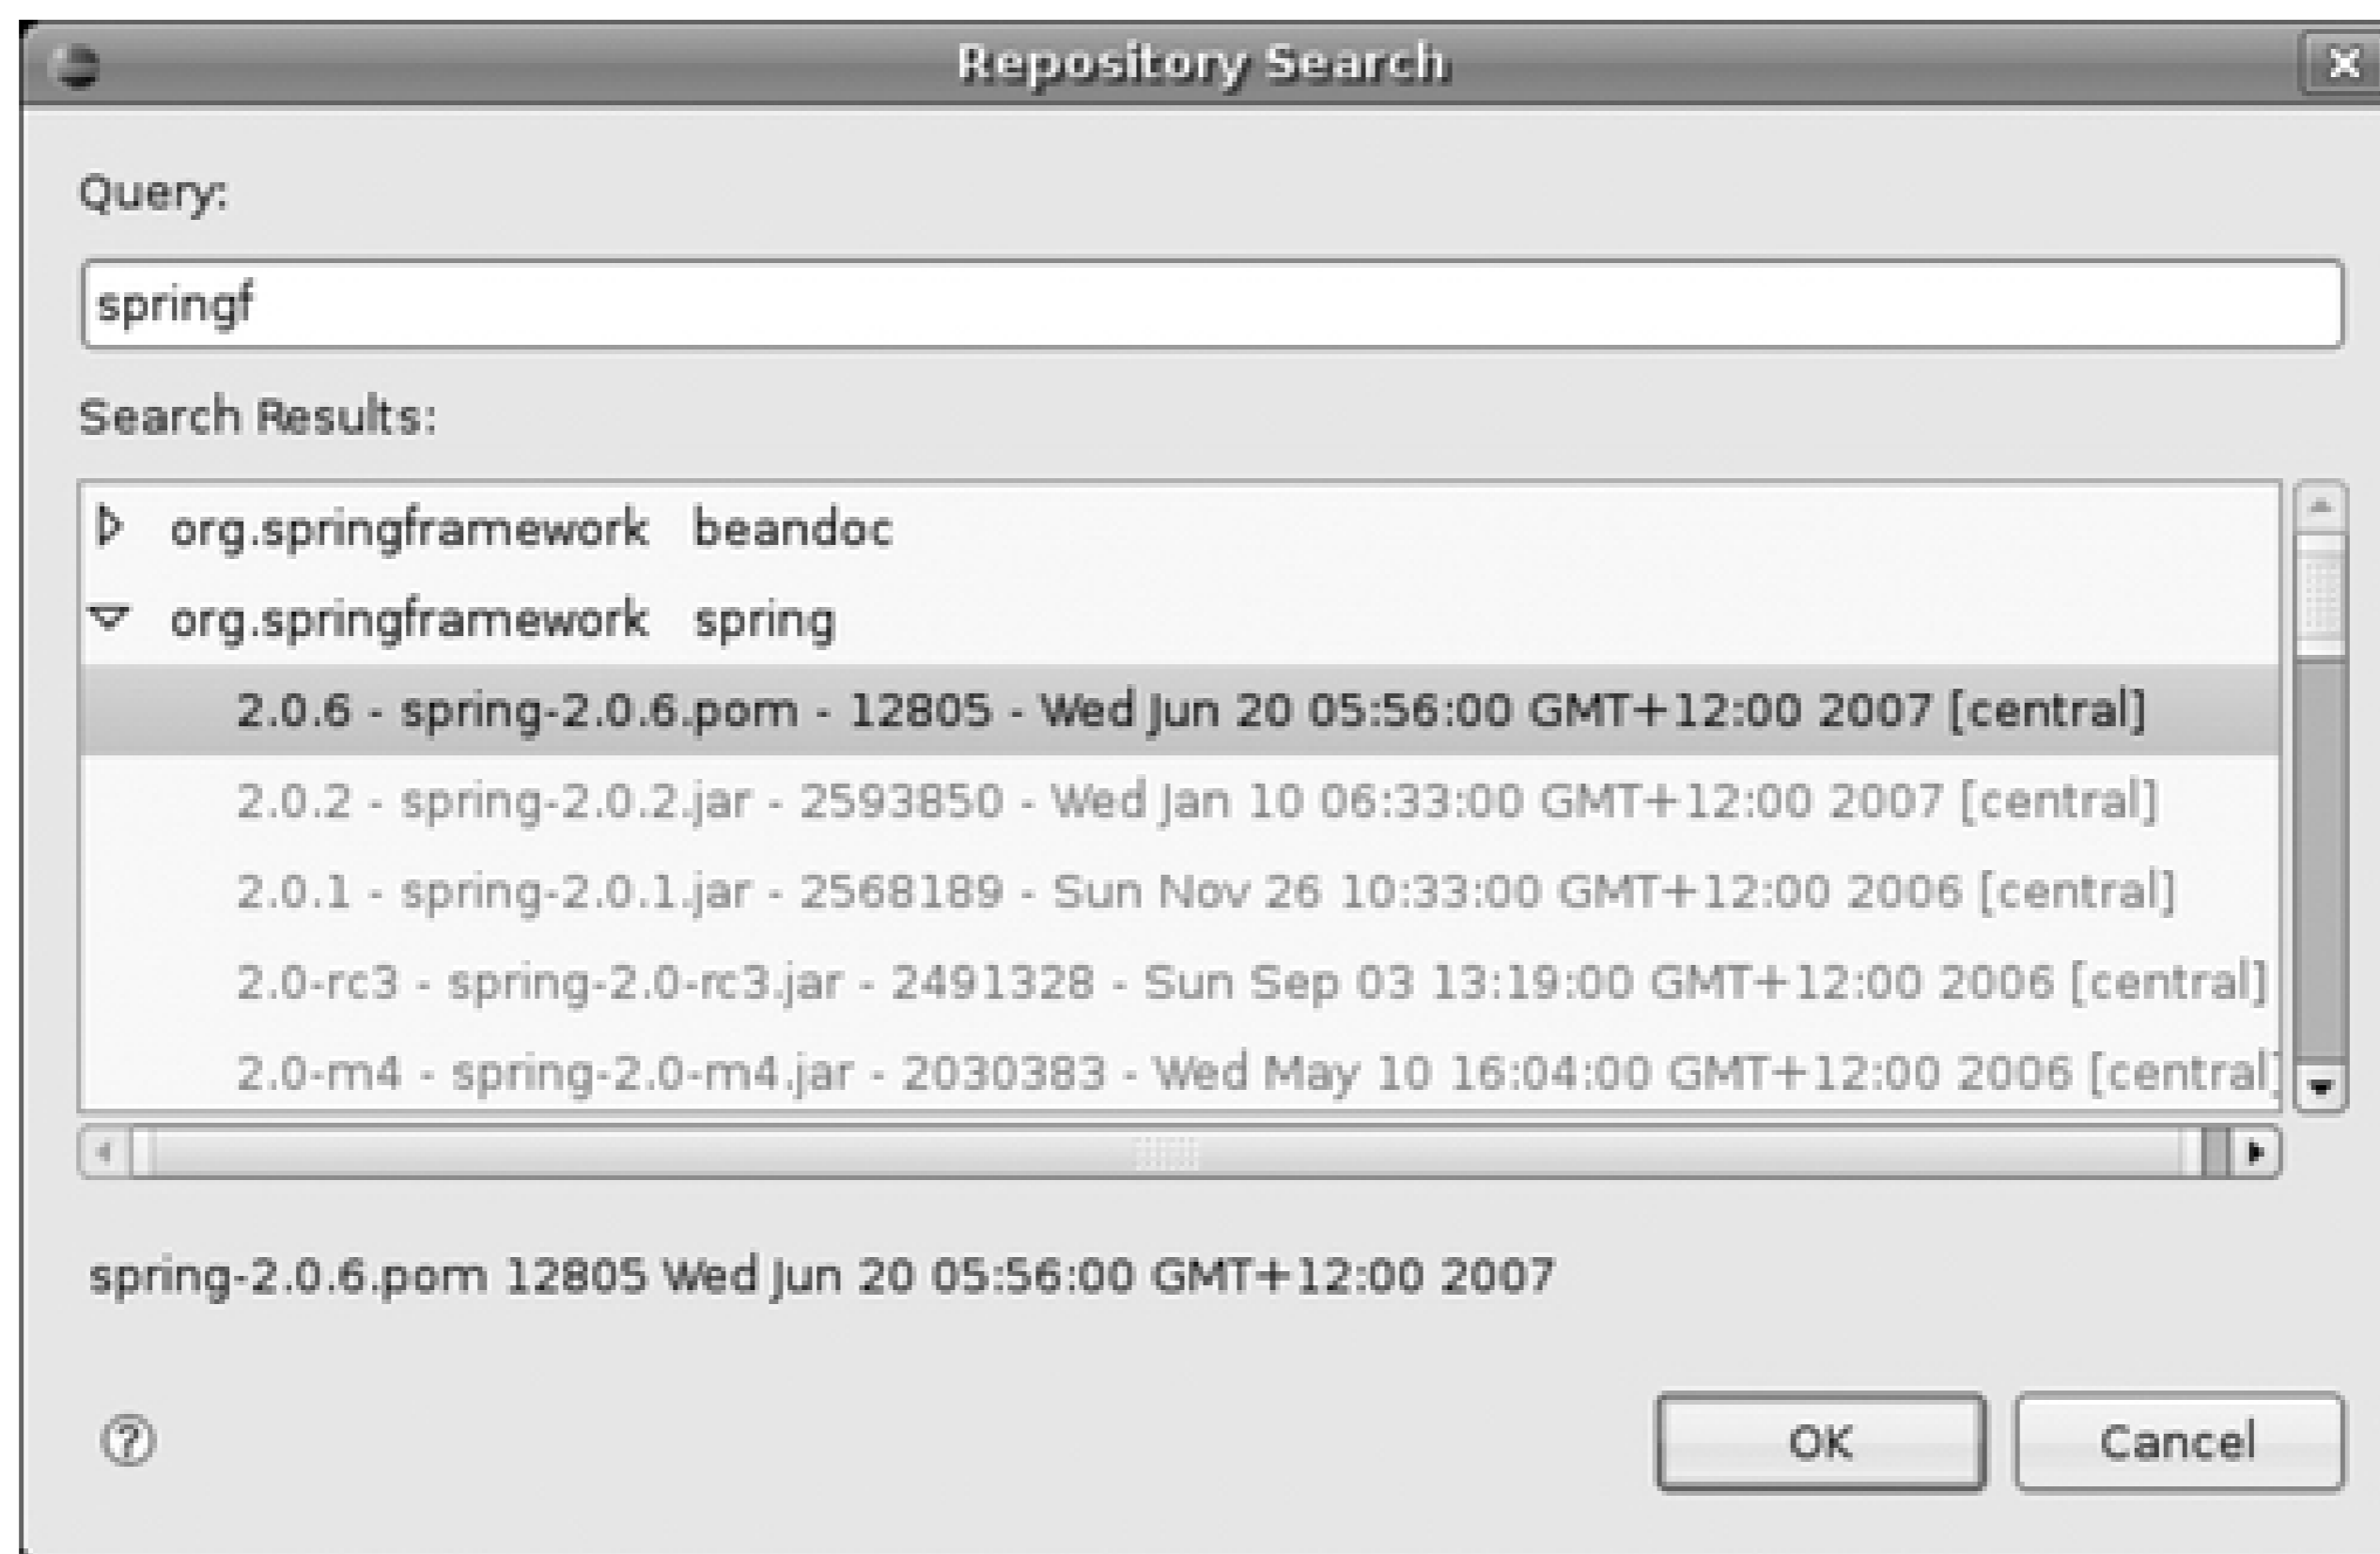 Repository Search
Query:
springf
Search Results:
org.springframework beandoc
org.springframework spring
2.0.6 - spring-2.0.6.pom - 12805 - Wed Jun 20 05:56:00 GMT+12:00 2007 [central]
2.0.2 - spring-2.0.2.jar - 2593850 - Wed Jan 10 06:33:00 GMT+12:00 2007 [central]
2.0.1 - spring-2.0.1.jar - 2568189 - Sun Nov 26 10:33:00 GMT+12:00 2006 [central]
2.0-rc3 - spring-2.0-rc3.jar - 2491328 - Sun Sep 03 13:19:00 GMT+12:00 2006 [central]
2.0-m4 - spring-2.0-m4.jar - 2030383 - Wed May 10 16:04:00 GMT+12:00 2006 [central]
spring-2.0.6.pom 12805 Wed Jun 20 05:56:00 GMT+12:00 2007
?
OK Cancel